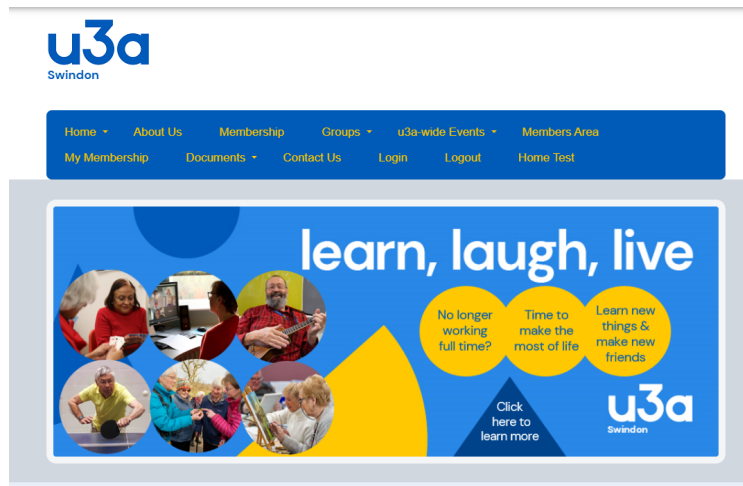 u3a
Swindon
Home About Us Membership Groups u3a-wide Events Members Area
My Membership Documents Contact Us Login Logout Home Test
learn, laugh, live
No longer
working
full time?
Time to
make the
most of life
Learn new
things &
make new
friends
Click
here to
learn more
u3a
Swindon